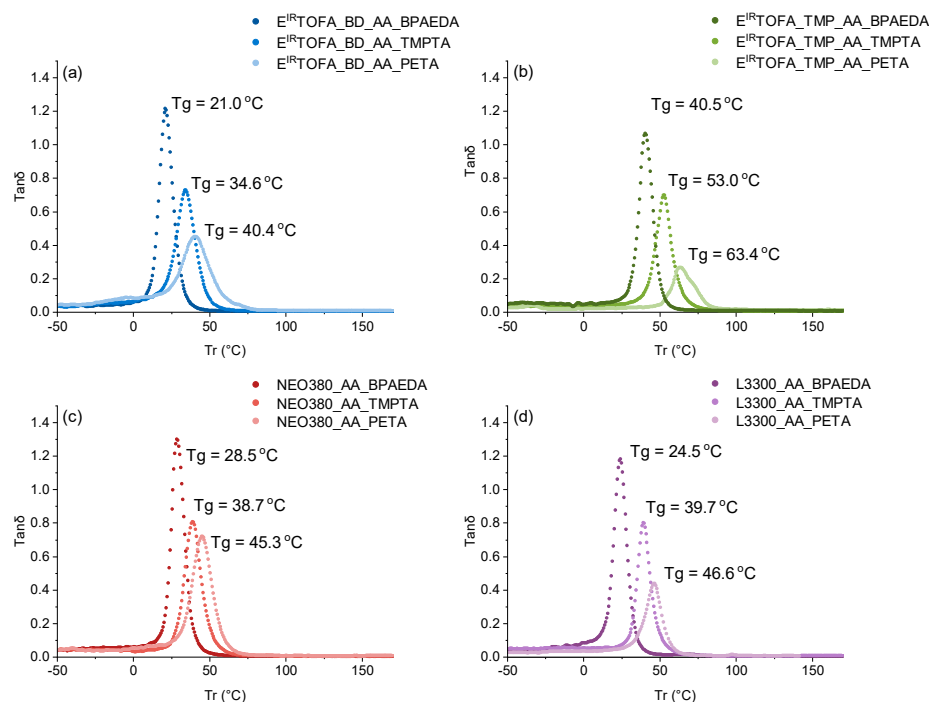 E^IRTOFA_BD_AA_BPAEDA
E^IRTOFA_BD_AA_TMPTA
E^IRTOFA_BD_AA_PETA
(a)
Tg = 21.0 °C
Tg = 34.6 °C
Tg = 40.4 °C
1.4
1.2
1.0
0.8
0.6
0.4
0.2
0.0
Tanδ
-50
0
50
100
150
Tr (°C)
E^IRTOFA_TMP_AA_BPAEDA
E^IRTOFA_TMP_AA_TMPTA
E^IRTOFA_TMP_AA_PETA
(b)
Tg = 40.5 °C
Tg = 53.0 °C
Tg = 63.4 °C
1.4
1.2
1.0
0.8
0.6
0.4
0.2
0.0
Tanδ
-50
0
50
100
150
Tr (°C)
NEO380_AA_BPAEDA
NEO380_AA_TMPTA
NEO380_AA_PETA
(c)
Tg = 28.5 °C
Tg = 38.7 °C
Tg = 45.3 °C
1.4
1.2
1.0
0.8
0.6
0.4
0.2
0.0
Tanδ
-50
0
50
100
150
Tr (°C)
L3300_AA_BPAEDA
L3300_AA_TMPTA
L3300_AA_PETA
(d)
Tg = 24.5 °C
Tg = 39.7 °C
Tg = 46.6 °C
1.4
1.2
1.0
0.8
0.6
0.4
0.2
0.0
Tanδ
-50
0
50
100
150
Tr (°C)